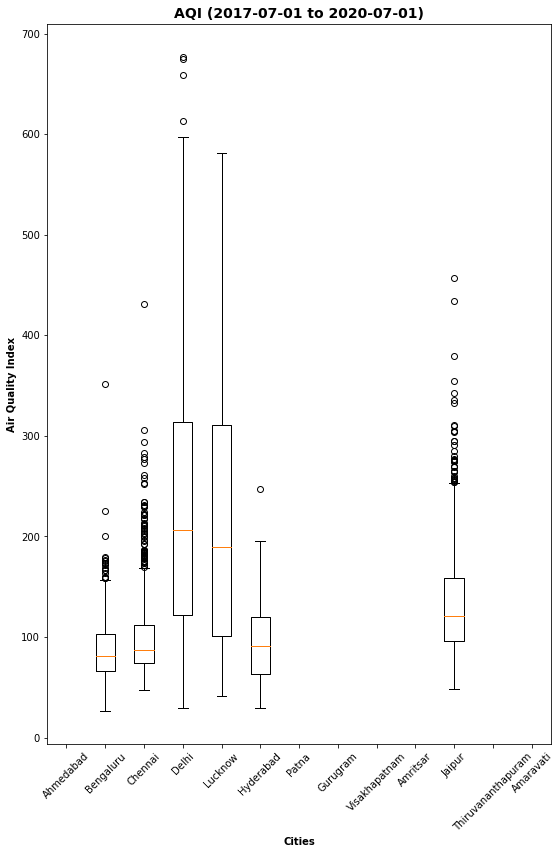 AQI (2017-07-01 to 2020-07-01)
700
600
500
400
300
200
100
0
Air Quality Index
Ahmedabad
Bengaluru
Chennai
Delhi
Lucknow
Hyderabad
Patna
Gurugram
Visakhapatnam
Amritsar
Jaipur
Thiruvananthapuram
Amaravati
Cities